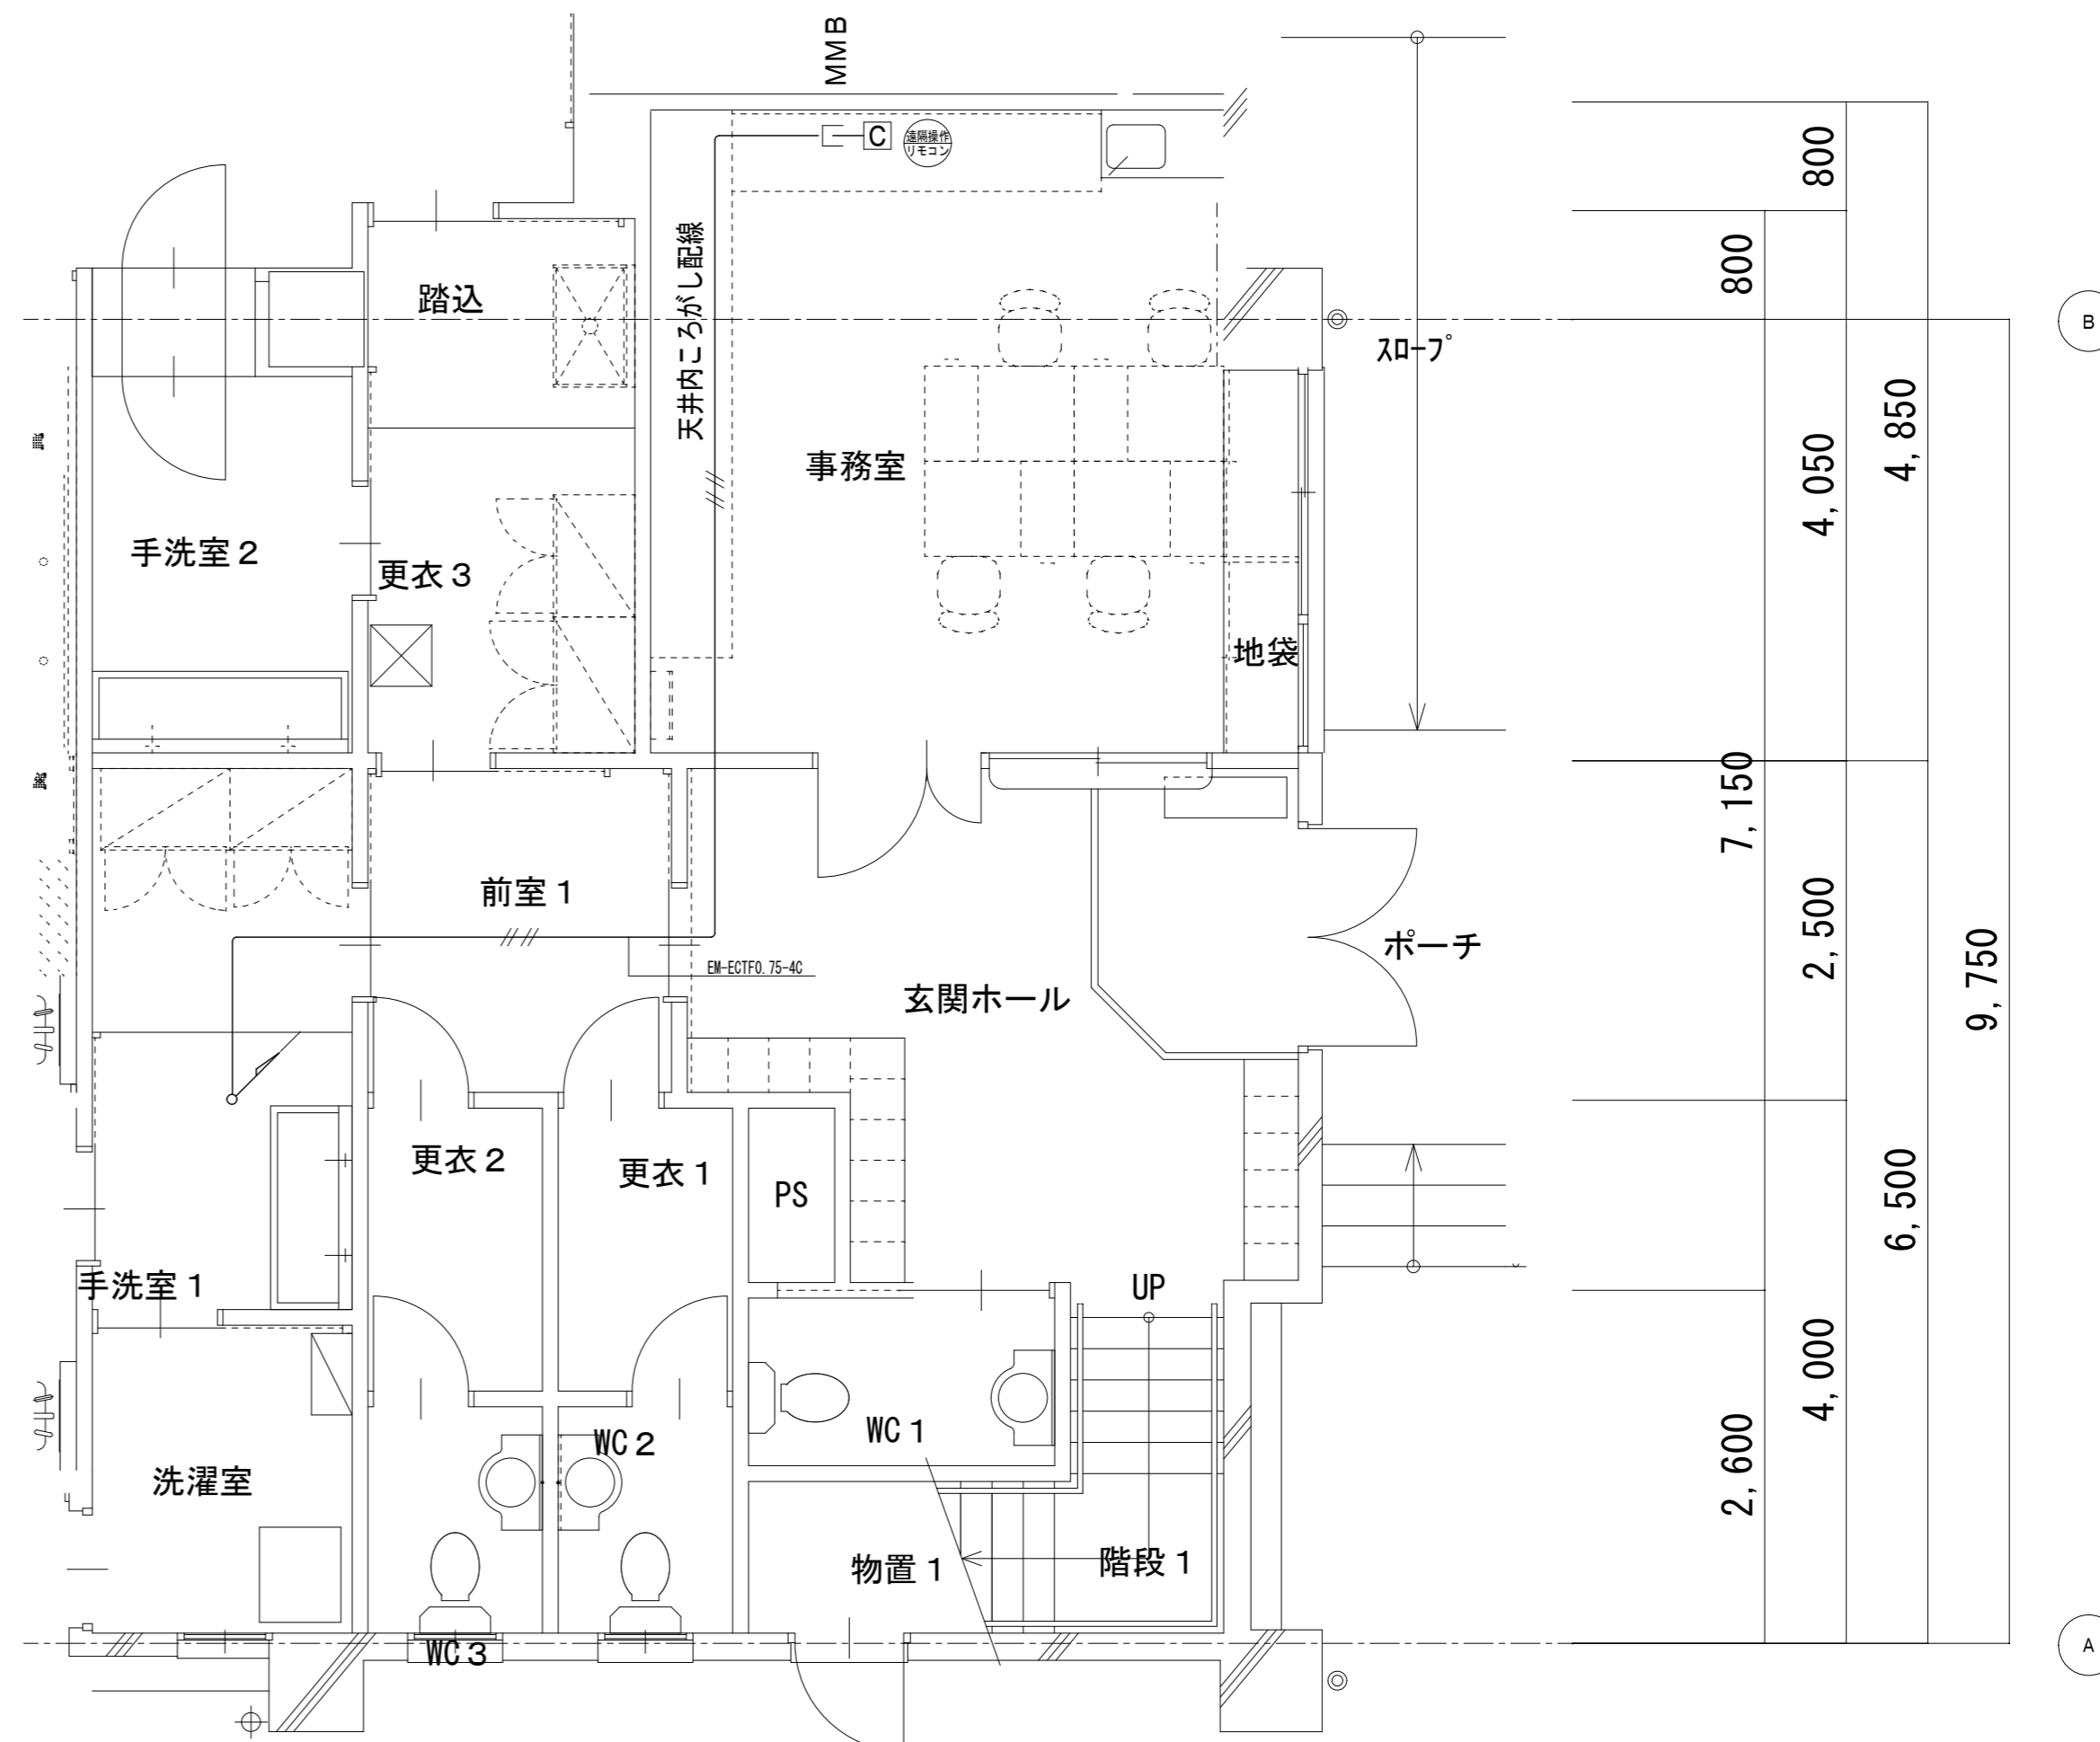 MMB
C
遠隔操作
リモコン
800
800
踏込
天井内ころがし配線
B
スロープ
4,850
4,050
事務室
手洗室2
更衣3
地袋
7,150
前室1
2,500
ポーチ
EM-ECTF0.75-4C
玄関ホール
9,750
更衣2
更衣1
PS
6,500
手洗室1
UP
4,000
WC1
WC2
2,600
洗濯室
物置1
階段1
WC3
A